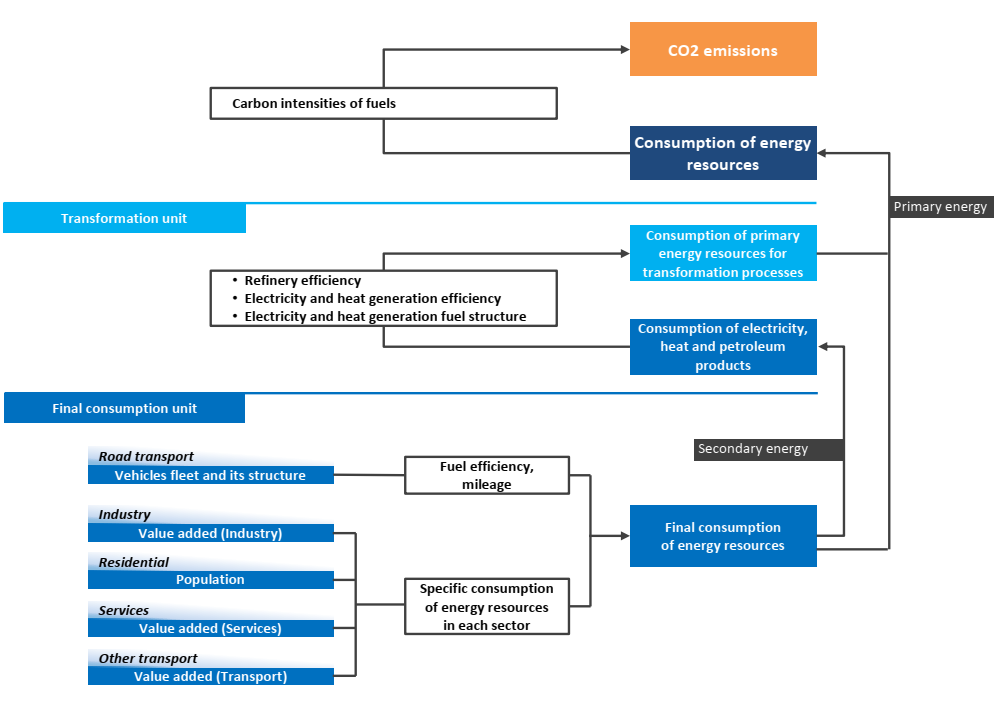 CO2 emissions
Carbon intensities of fuels
Consumption of energy
resources
Primary energy
Transformation unit
Consumption of primary
energy resources for
transformation processes
• Refinery efficiency
• Electricity and heat generation efficiency
• Electricity and heat generation fuel structure
Consumption of electricity,
heat and petroleum
products
Final consumption unit
Secondary energy
Road transport
Vehicles fleet and its structure
Fuel efficiency,
mileage
Industry
Value added (Industry)
Final consumption
of energy resources
Residential
Population
Specific consumption
of energy resources
in each sector
Services
Value added (Services)
Other transport
Value added (Transport)